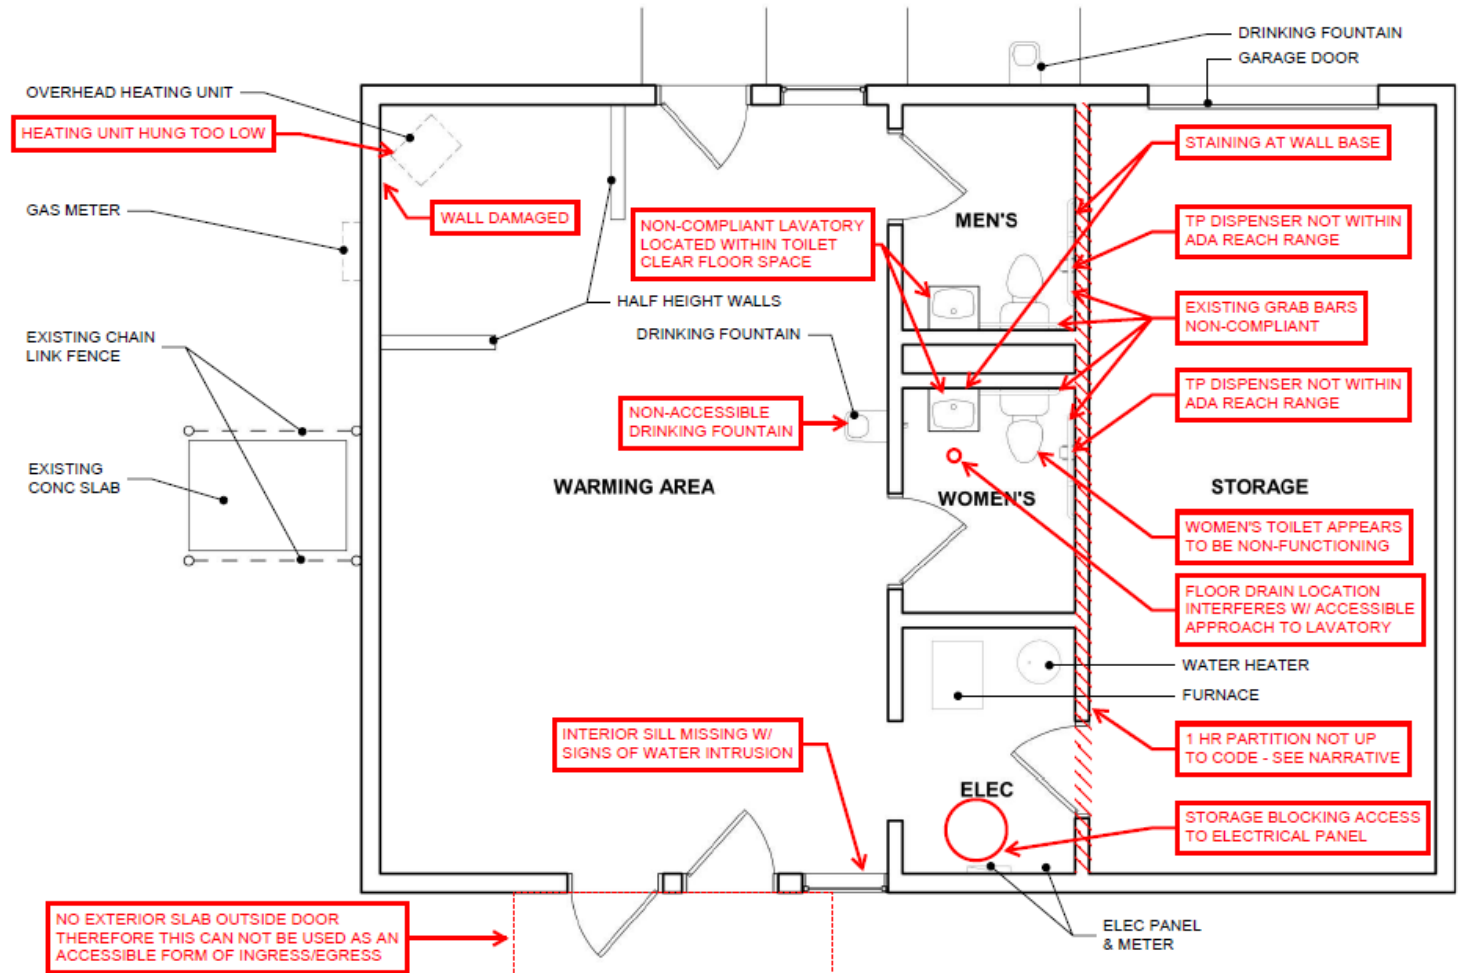 DRINKING FOUNTAIN
GARAGE DOOR
OVERHEAD HEATING UNIT
HEATING UNIT HUNG TOO LOW
STAINING AT WALL BASE
GAS METER
WALL DAMAGED
MEN'S
NON-COMPLIANT LAVATORY
LOCATED WITHIN TOILET
CLEAR FLOOR SPACE
TP DISPENSER NOT WITHIN
ADA REACH RANGE
HALF HEIGHT WALLS
EXISTING GRAB BARS
NON-COMPLIANT
EXISTING CHAIN
LINK FENCE
DRINKING FOUNTAIN
TP DISPENSER NOT WITHIN
ADA REACH RANGE
NON-ACCESSIBLE
DRINKING FOUNTAIN
EXISTING
CONC SLAB
WARMING AREA
WOMEN'S
STORAGE
WOMEN'S TOILET APPEARS
TO BE NON-FUNCTIONING
FLOOR DRAIN LOCATION
INTERFERES W/ ACCESSIBLE
APPROACH TO LAVATORY
WATER HEATER
FURNACE
INTERIOR SILL MISSING W/
SIGNS OF WATER INTRUSION
1 HR PARTITION NOT UP
TO CODE - SEE NARRATIVE
ELEC
STORAGE BLOCKING ACCESS
TO ELECTRICAL PANEL
NO EXTERIOR SLAB OUTSIDE DOOR
THEREFORE THIS CAN NOT BE USED AS AN
ACCESSIBLE FORM OF INGRESS/EGRESS
ELEC PANEL
& METER